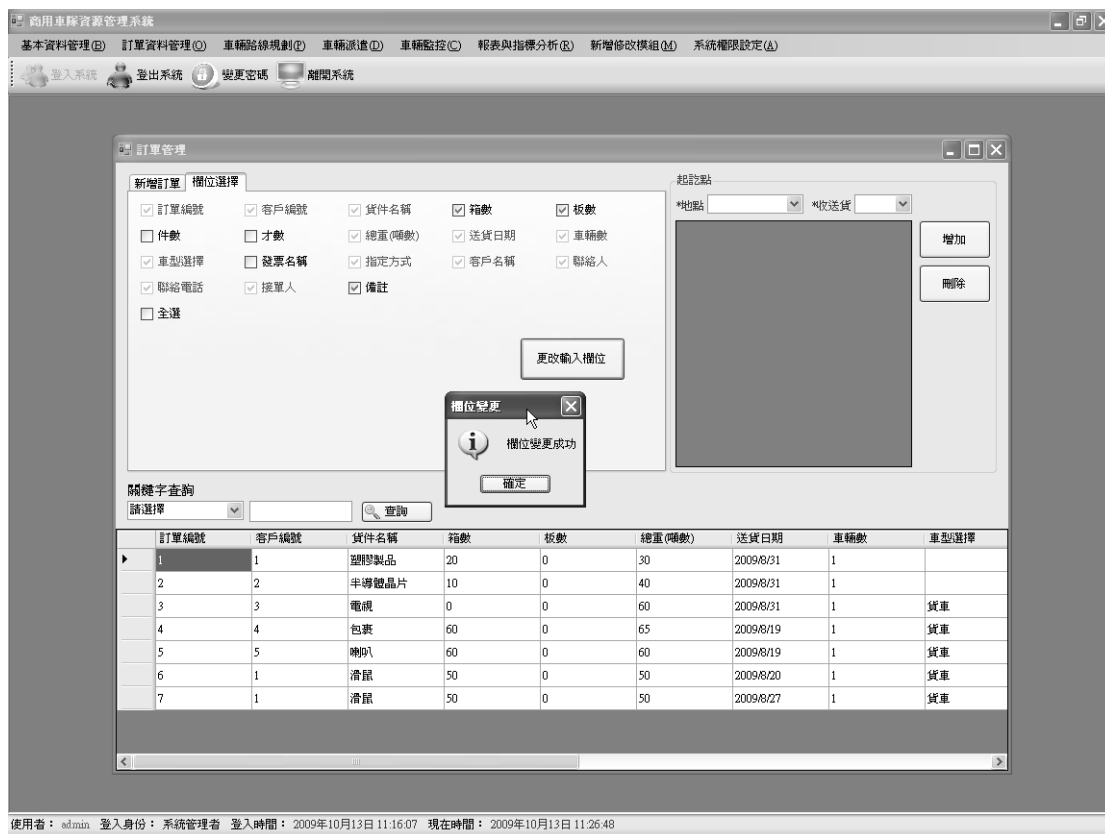 商用車隊資源管理系統
基本資料管理(B) 訂單資料管理(O) 車輛路線規劃(P) 車輛派遣(D) 車輛監控(C) 報表與指標分析(R) 新增修改模組(M) 系統權限設定(A)
登入系統 登出系統 變更密碼 離開系統
訂單管理
新增訂單 欄位選擇
訂單編號 客戶編號 貨件名稱 箱數 板數
件數 才數 總重(噸數) 送貨日期 車輛數
車型選擇 發票名稱 指定方式 客戶名稱 聯絡人
聯絡電話 接單人 備註
全選
更改輸入欄位
起訖點
*地點 *收送貨
增加
刪除
欄位變更
欄位變更成功
確定
關鍵字查詢
請選擇 查詢
訂單編號 客戶編號 貨件名稱 箱數 板數 總重(噸數) 送貨日期 車輛數 車型選擇
1 1 塑膠製品 20 0 30 2009/8/31 1
2 2 半導體晶片 10 0 40 2009/8/31 1
3 3 電視 0 0 60 2009/8/31 1 貨車
4 4 包裹 60 0 65 2009/8/19 1 貨車
5 5 喇叭 60 0 60 2009/8/19 1 貨車
6 1 滑鼠 50 0 50 2009/8/20 1 貨車
7 1 滑鼠 50 0 50 2009/8/27 1 貨車
使用者： admin 登入身份： 系統管理者 登入時間： 2009年10月13日 11:16:07 現在時間： 2009年10月13日 11:26:48